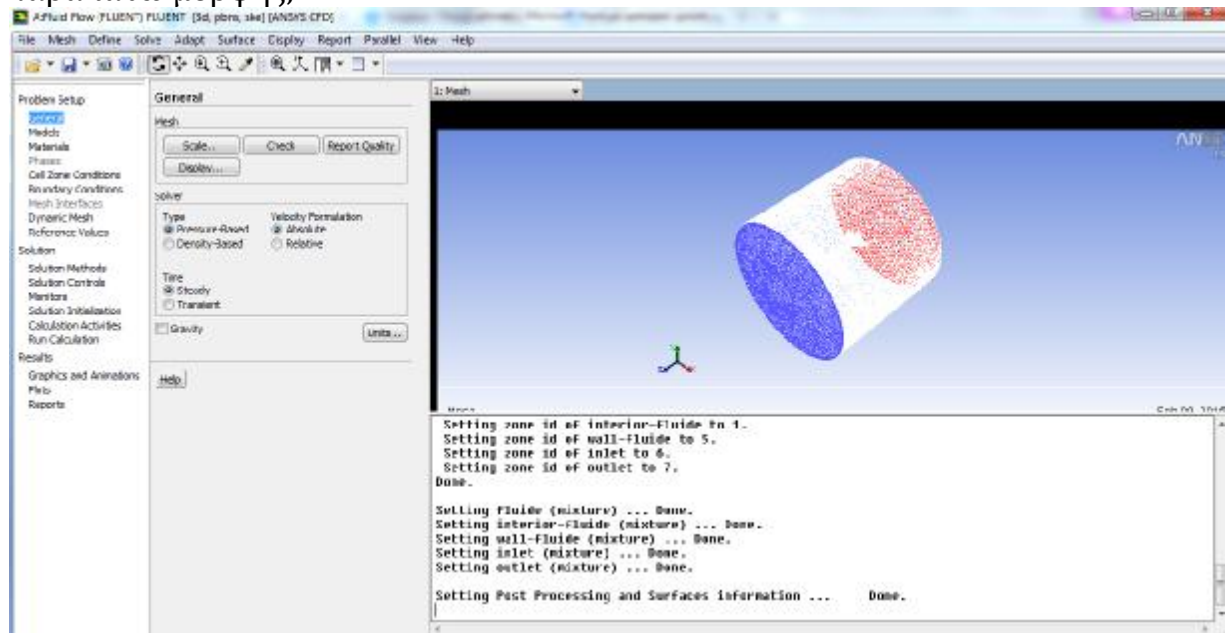 A:Fluid Flow (FLUENT) FLUENT [3d, pbns, ske] [ANSYS CFD]
File Mesh Define Solve Adapt Surface Display Report Parallel View Help
Problem Setup
General
Models
Materials
Phases
Cell Zone Conditions
Boundary Conditions
Mesh Interfaces
Dynamic Mesh
Reference Values
Solution
Solution Methods
Solution Controls
Monitors
Solution Initialization
Calculation Activities
Run Calculation
Results
Graphics and Animations
Plots
Reports
General
Mesh
Scale... Check Report Quality
Display...
Solver
Type Velocity Formulation
Pressure-Based Absolute
Density-Based Relative
Time
Steady
Transient
Gravity Units...
Help
1: Mesh
AN
Setting zone id of interior-fluide to
Setting zone id of wall-fluide to 5.
Setting zone id of inlet to 6.
Setting zone id of outlet to 7.
Done.
Setting fluide (mixture) ... Done.
Setting interior-fluide (mixture) ... Done.
Setting wall-fluide (mixture) ... Done.
Setting inlet (mixture) ... Done.
Setting outlet (mixture) ... Done.
Setting Post Processing and Surfaces information ... Done.